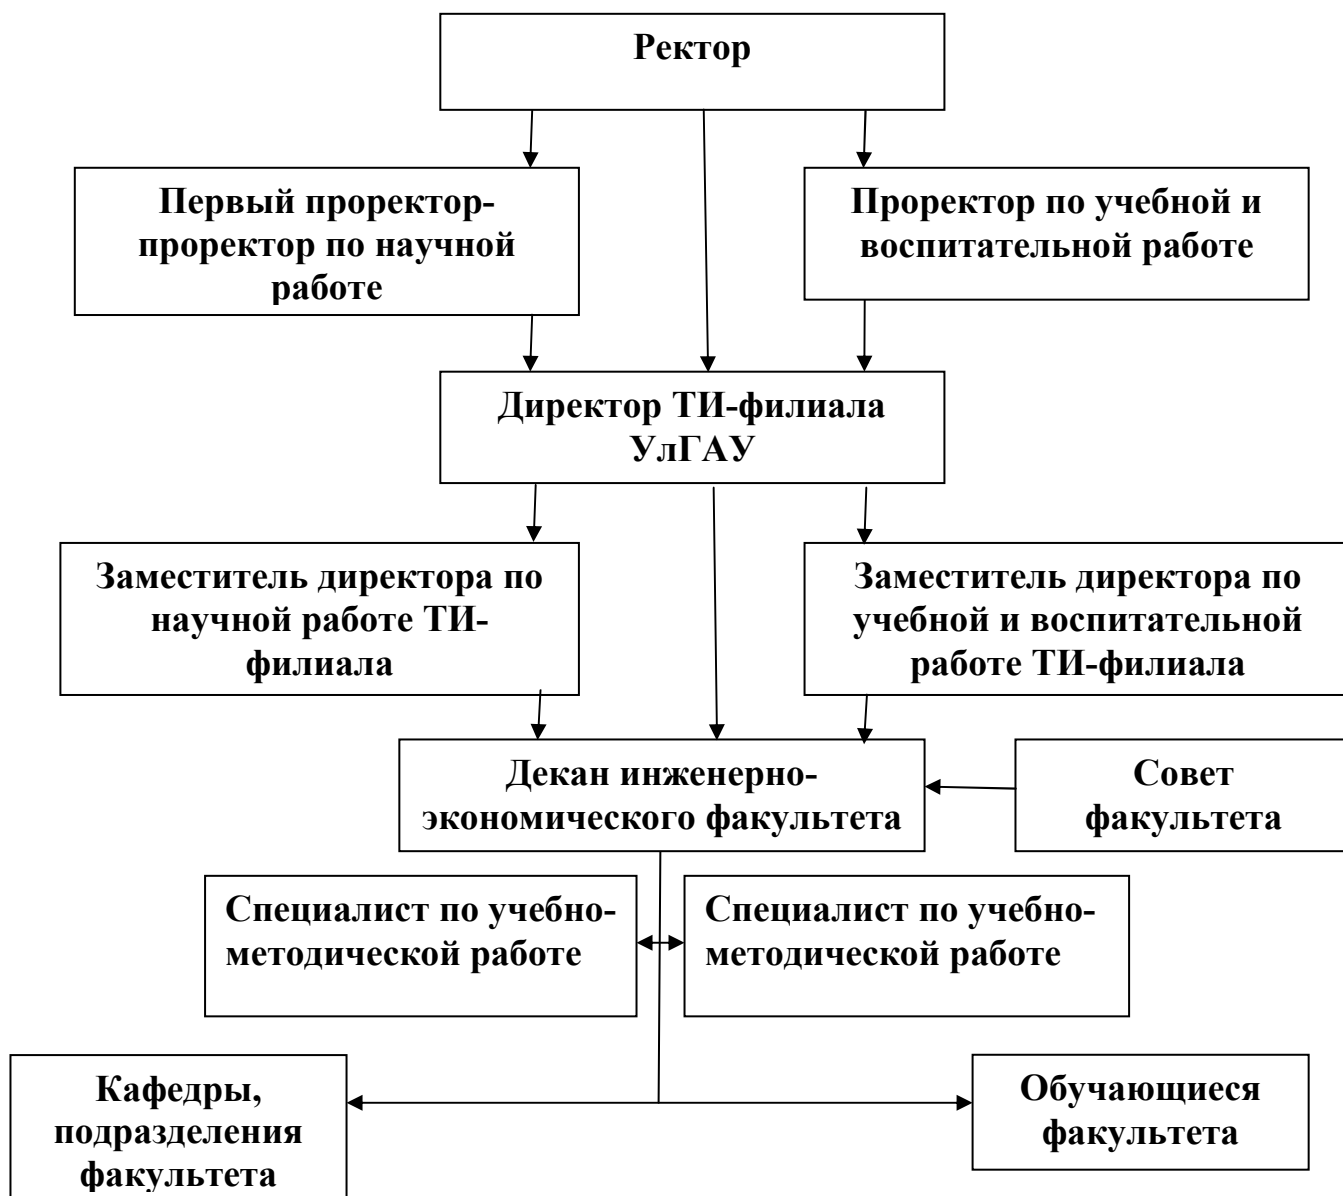 Ректор
Первый проректор-
проректор по научной
работе
Проректор по учебной и
воспитательной работе
Директор ТИ-филиала
УлГАУ
Заместитель директора по
научной работе ТИ-
филиала
Заместитель директора по
учебной и воспитательной
работе ТИ-филиала
Декан инженерно-
экономического факультета
Совет
факультета
Специалист по учебно-
методической работе
Специалист по учебно-
методической работе
Кафедры,
подразделения
факультета
Обучающиеся
факультета